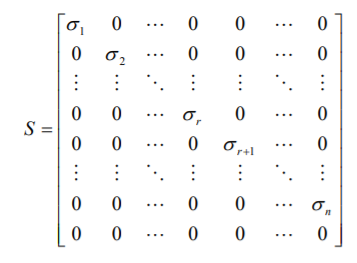 σ₁ 0 ⋯ 0 0 ⋯ 0
0 σ₂ ⋯ 0 0 ⋯ 0
⋮ ⋮ ⋱ ⋮ ⋮ ⋱ ⋮
0 0 ⋯ σᵣ 0 ⋯ 0
S = 0 0 ⋯ 0 σᵣ₊₁ ⋯ 0
⋮ ⋮ ⋱ ⋮ ⋮ ⋱ ⋮
0 0 ⋯ 0 0 ⋯ σₙ
0 0 ⋯ 0 0 ⋯ 0